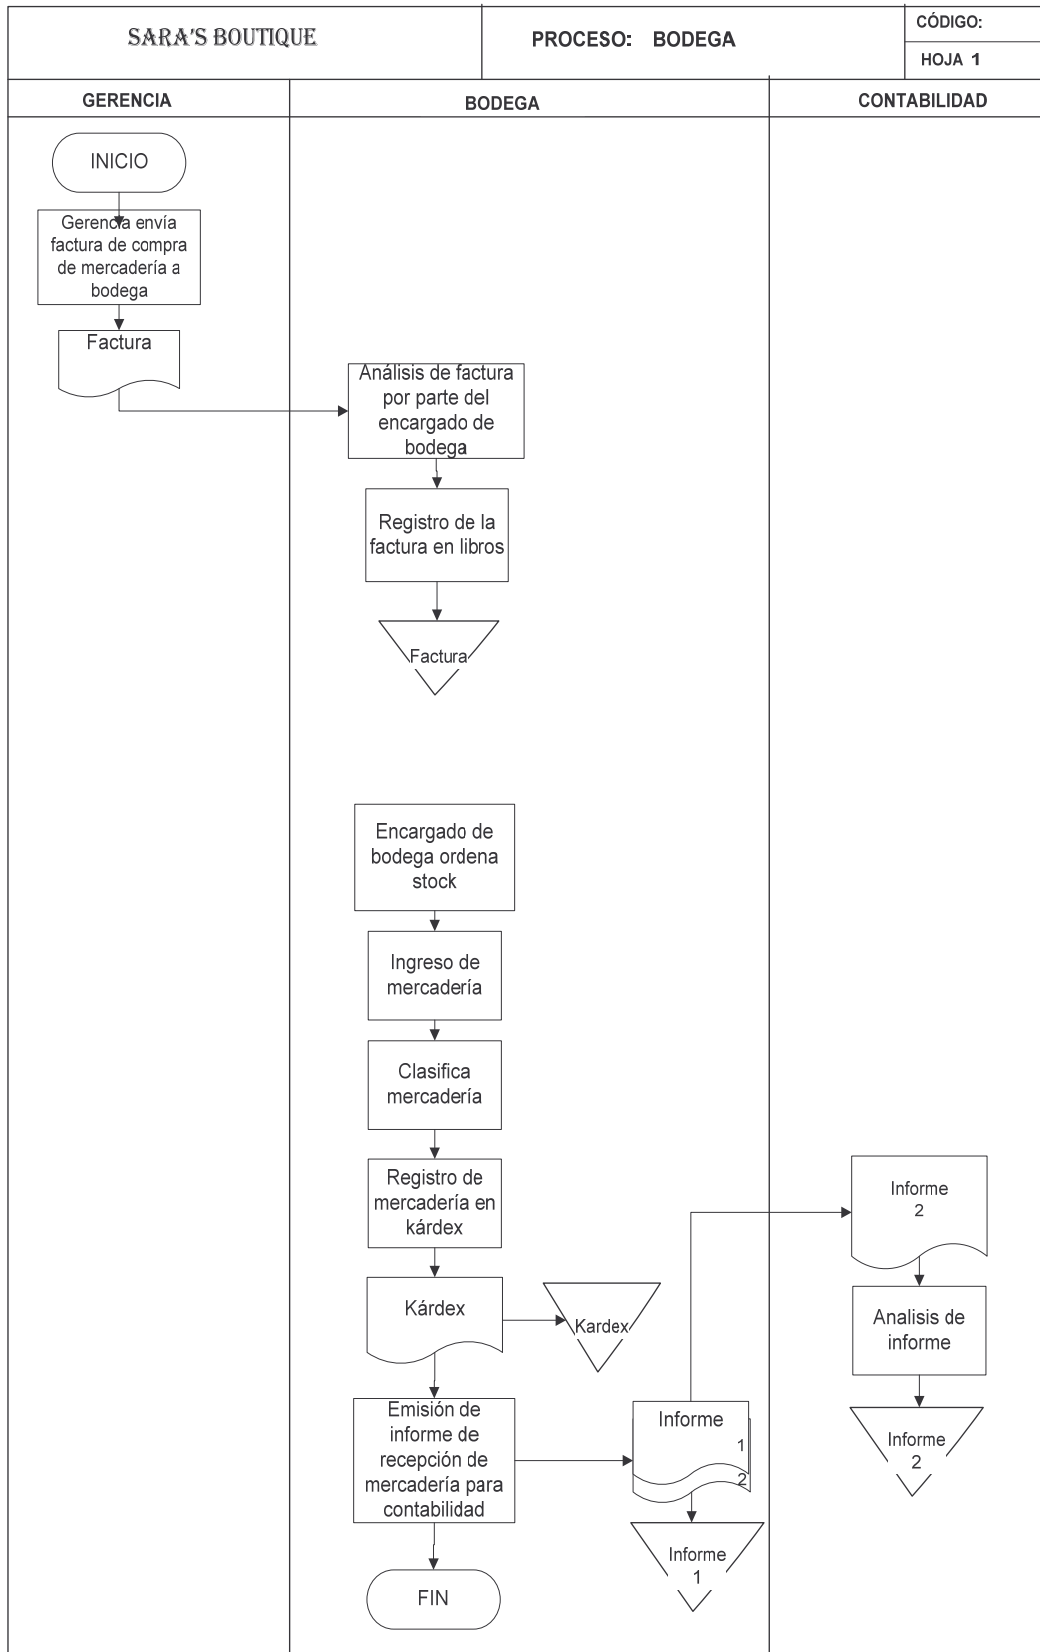 SARA'S BOUTIQUE
PROCESO: BODEGA
CÓDIGO:
HOJA 1
GERENCIA
BODEGA
CONTABILIDAD
INICIO
Gerencia envía
factura de compra
de mercadería a
bodega
Factura
Análisis de factura
por parte del
encargado de
bodega
Registro de la
factura en libros
Factura
Encargado de
bodega ordena
stock
Ingreso de
mercadería
Clasifica
mercadería
Registro de
mercadería en
kárdex
Kárdex
Kardex
Emisión de
informe de
recepción de
mercadería para
contabilidad
FIN
Informe
1
2
Informe
1
Informe
2
Analisis de
informe
Informe
2